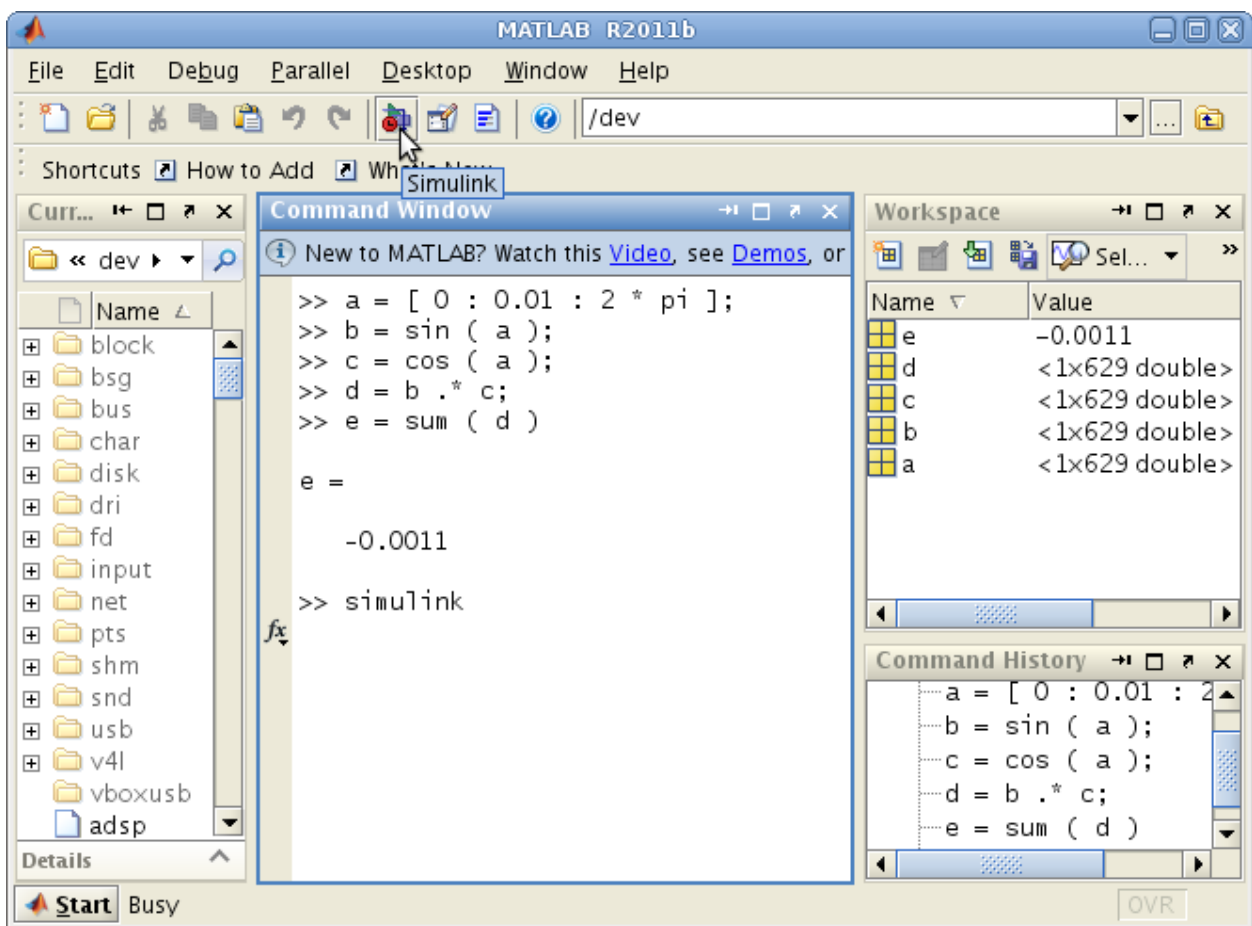 MATLAB R2011b
File Edit Debug Parallel Desktop Window Help
/dev
...
Shortcuts How to Add What's New
Simulink
Curr...
« dev
Name
block
bsg
bus
char
disk
dri
fd
input
net
pts
shm
snd
usb
v4l
vboxusb
adsp
Details
Command Window
New to MATLAB? Watch this Video, see Demos, or
>> a = [ 0 : 0.01 : 2 * pi ];
>> b = sin ( a );
>> c = cos ( a );
>> d = b .* c;
>> e = sum ( d )
e =
-0.0011
>> simulink
fx
Workspace
Sel... »
Name Value
e -0.0011
d <1x629 double>
c <1x629 double>
b <1x629 double>
a <1x629 double>
Command History
a = [ 0 : 0.01 : 2
b = sin ( a );
c = cos ( a );
d = b .* c;
e = sum ( d )
Start Busy
OVR